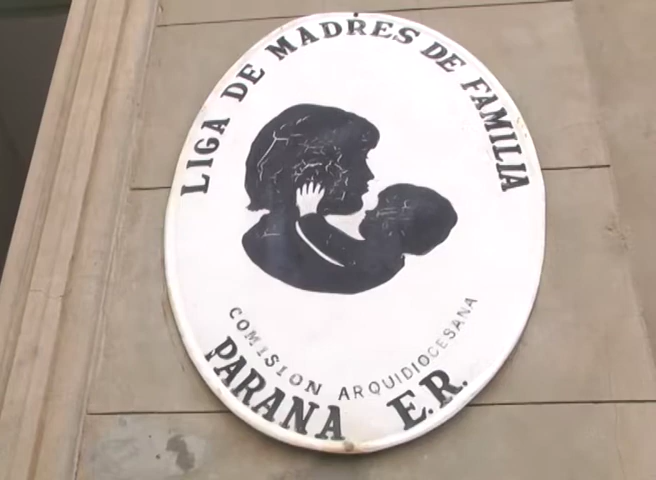 LIGA DE MADRES DE FAMILIA
COMISION ARQUIDIOCESANA
PARANA E.R.